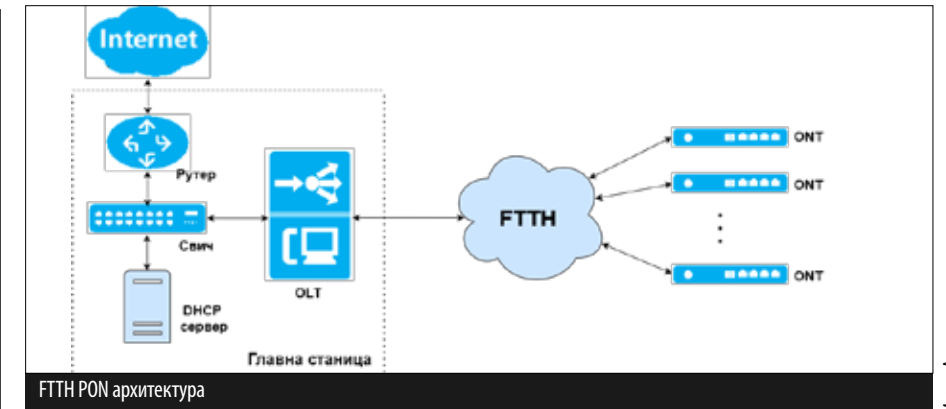 Internet
Рутер
Свич
DHCP
сервер
OLT
Главна станица
FTTH
ONT
ONT
ONT
FTTH PON архитектура